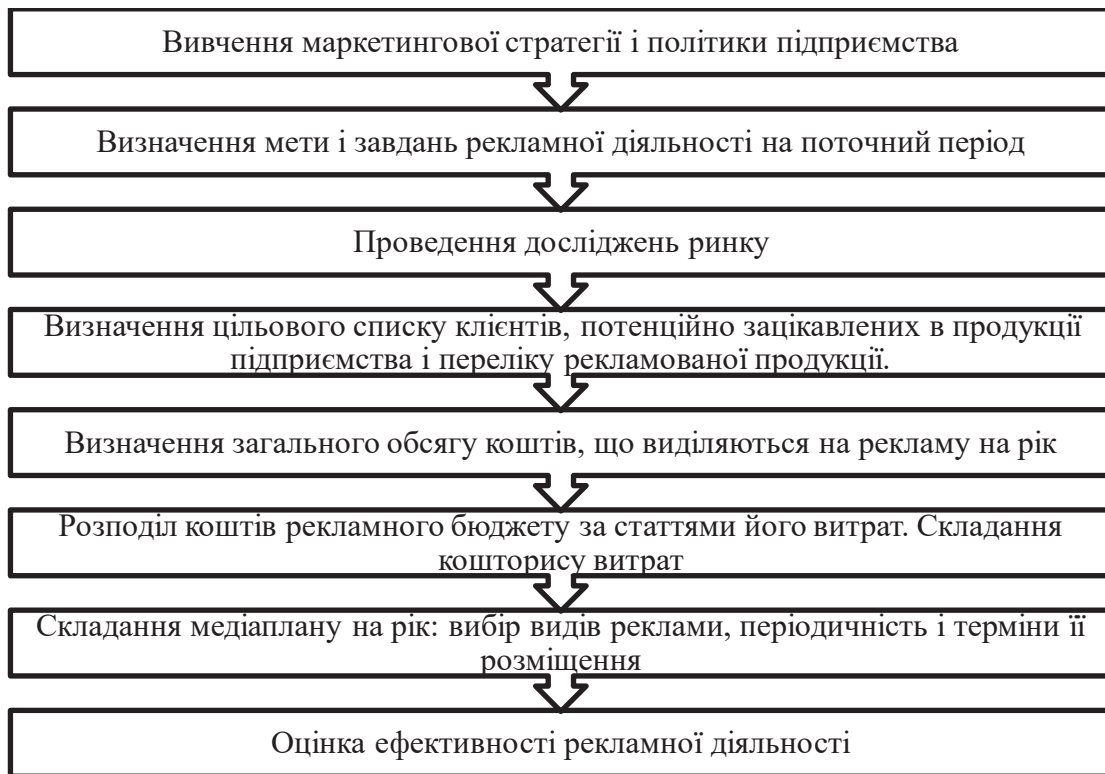 Вивчення маркетингової стратегії і політики підприємства
Визначення мети і завдань рекламної діяльності на поточний період
Проведення досліджень ринку
Визначення цільового списку клієнтів, потенційно зацікавлених в продукції
підприємства і переліку рекламованої продукції.
Визначення загального обсягу коштів, що виділяються на рекламу на рік
Розподіл коштів рекламного бюджету за статтями його витрат. Складання
кошторису витрат
Складання медіаплану на рік: вибір видів реклами, періодичність і терміни її
розміщення
Оцінка ефективності рекламної діяльності